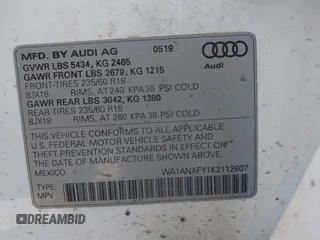 MFD. BY AUDI AG 0519
GVWR LBS 5434, KG 2465
GAWR FRONT LBS 2679, KG 1215
FRONT-TIRES 235/60 R18
8JX18 RIMS, AT 240 KPA/35 PSI COLD
GAWR REAR LBS 3042, KG 1380
REAR-TIRES 235/60 R18
8JX18 RIMS, AT 260 KPA/38 PSI COLD
Audi
THIS VEHICLE CONFORMS TO ALL APPLICABLE
U.S. FEDERAL MOTOR VEHICLE SAFETY
STANDARDS IN EFFECT ON THE DATE OF
MANUFACTURE SHOWN ABOVE.
MEXICO WA1ANAFY1K2112607
TYPE:
MPV
DREAMBID